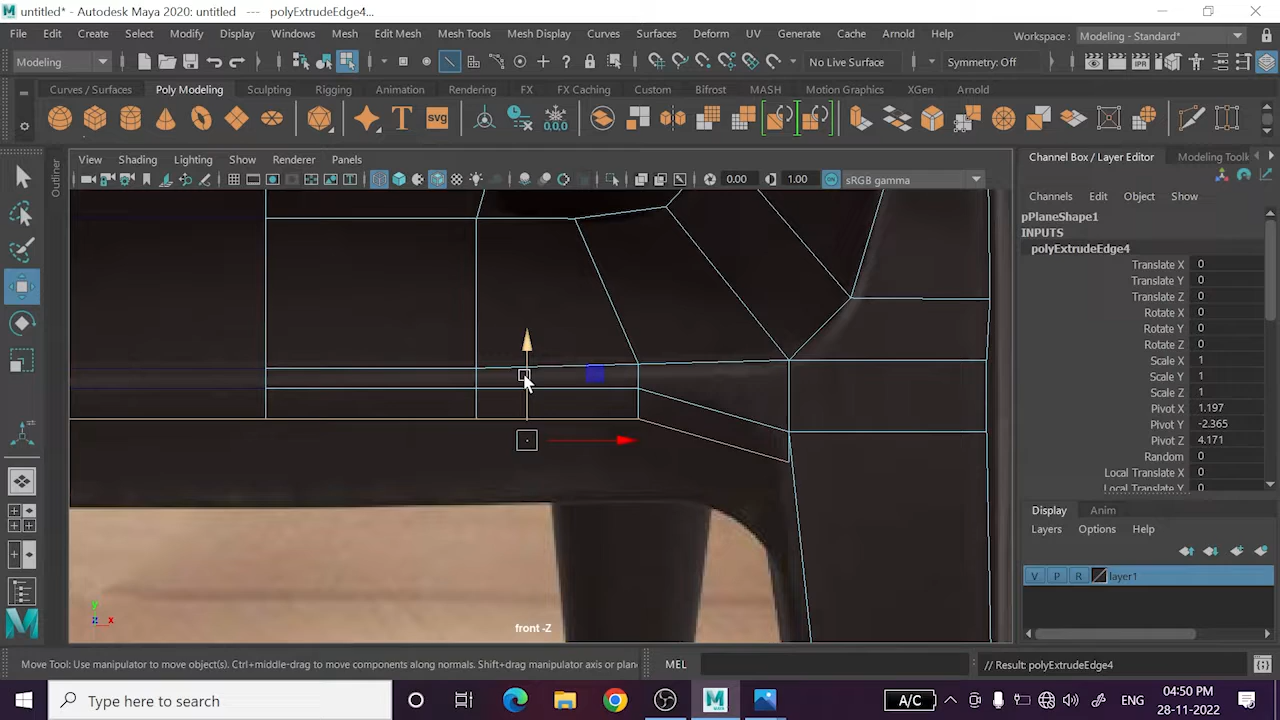 untitled* - Autodesk Maya 2020: untitled --- polyExtrudeEdge4...
File Edit Create Select Modify Display Windows Mesh Edit Mesh Mesh Tools Mesh Display Curves Surfaces Deform UV Generate Cache Arnold Help
Workspace : Modeling - Standard*
Modeling No Live Surface Symmetry: Off
Curves / Surfaces Poly Modeling Sculpting Rigging Animation Rendering FX FX Caching Custom Bifrost MASH Motion Graphics XGen Arnold
T svg 0,0,0
View Shading Lighting Show Renderer Panels
0.00 1.00 sRGB gamma
Outliner
Channel Box / Layer Editor Modeling Toolk
Channels Edit Object Show
pPlaneShape1
INPUTS
polyExtrudeEdge4
Translate X 0
Translate Y 0
Translate Z 0
Rotate X 0
Rotate Y 0
Rotate Z 0
Scale X 1
Scale Y 1
Scale Z 1
Pivot X 1.197
Pivot Y -2.365
Pivot Z 4.171
Random 0
Local Translate X 0
Local Translate Y 0
Display Anim
Layers Options Help
V P R layer1
y
z x
front -Z
Move Tool: Use manipulator to move object(s). Ctrl+middle-drag to move components along normals. Shift+drag manipulator axis or plane
MEL
// Result: polyExtrudeEdge4
Type here to search
A/C
ENG
04:50 PM
28-11-2022